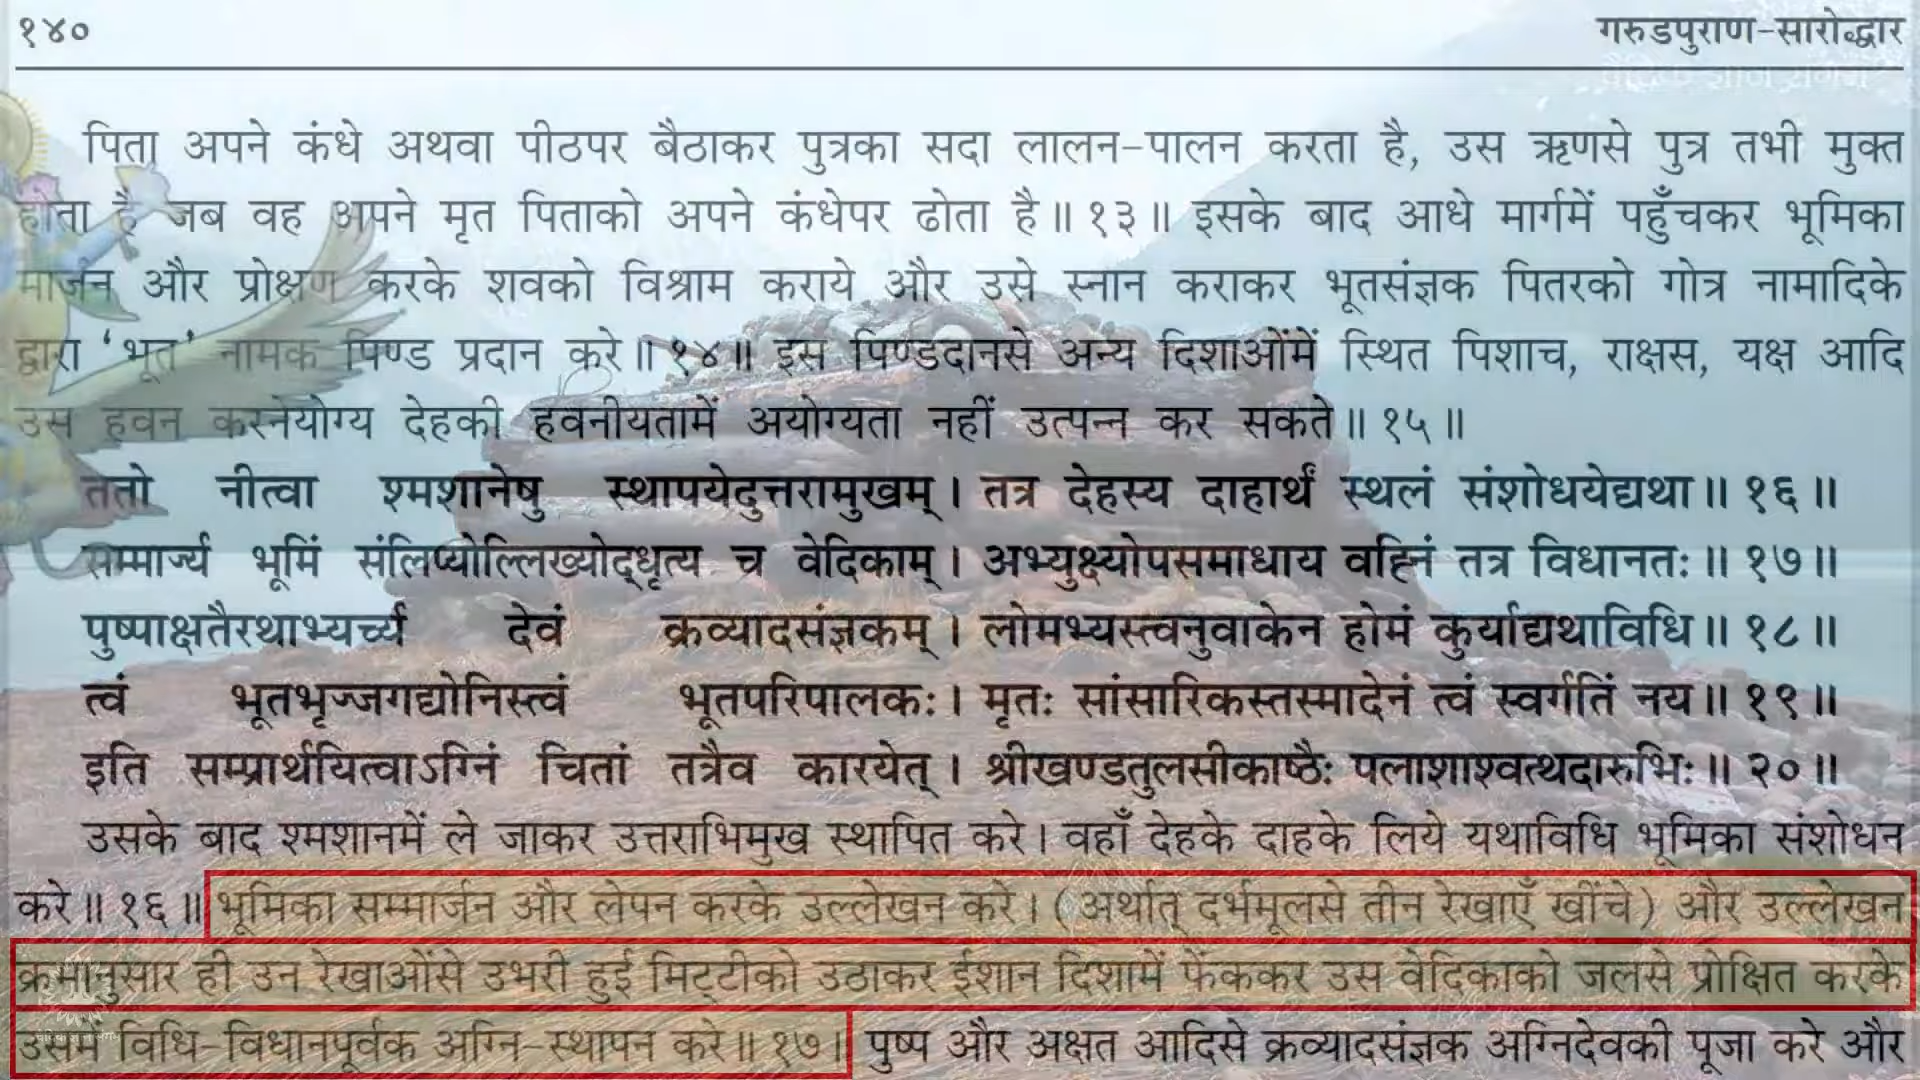 १४०
गरुडपुराण-सारोद्धार
वैदिक ज्ञान संगम
पिता अपने कंधे अथवा पीठपर बैठाकर पुत्रका सदा लालन-पालन करता है, उस ऋणसे पुत्र तभी मुक्त
होता है जब वह अपने मृत पिताको अपने कंधेपर ढोता है॥ १३॥ इसके बाद आधे मार्गमें पहुँचकर भूमिका
मार्जन और प्रोक्षण करके शवको विश्राम कराये और उसे स्नान कराकर भूतसंज्ञक पितरको गोत्र नामादिके
द्वारा ‘भूत’ नामक पिण्ड प्रदान करे॥ १४॥ इस पिण्डदानसे अन्य दिशाओंमें स्थित पिशाच, राक्षस, यक्ष आदि
उस हवन करनेयोग्य देहकी हवनीयतामें अयोग्यता नहीं उत्पन्न कर सकते॥ १५॥
ततो नीत्वा श्मशानेषु स्थापयेदुत्तरामुखम्। तत्र देहस्य दाहार्थं स्थलं संशोधयेद्यथा॥ १६॥
सम्मार्ज्य भूमिं संलिप्योल्लिख्योद्धृत्य च वेदिकाम्। अभ्युक्ष्योपसमाधाय वह्निं तत्र विधानतः॥ १७॥
पुष्पाक्षतैरथाभ्यर्च्य देवं क्रव्यादसंज्ञकम्। लोमभ्यस्त्वनुवाकेन होमं कुर्याद्यथाविधि॥ १८॥
त्वं भूतभृज्जगद्योनिस्त्वं भूतपरिपालकः। मृतः सांसारिकस्तस्मादेनं त्वं स्वर्गतिं नय॥ १९॥
इति सम्प्रार्थयित्वाऽग्निं चितां तत्रैव कारयेत्। श्रीखण्डतुलसीकाष्ठैः पलाशाश्वत्थदारुभिः॥ २०॥
उसके बाद श्मशानमें ले जाकर उत्तराभिमुख स्थापित करे। वहाँ देहके दाहके लिये यथाविधि भूमिका संशोधन
करे॥ १६॥ भूमिका सम्मार्जन और लेपन करके उल्लेखन करे। (अर्थात् दर्भमूलसे तीन रेखाएँ खींचे) और उल्लेखन
क्रमानुसार ही उन रेखाओंसे उभरी हुई मिट्टीको उठाकर ईशान दिशामें फेंककर उस वेदिकाको जलसे प्रोक्षित करके
उसमें विधि-विधानपूर्वक अग्नि-स्थापन करे॥ १७॥ पुष्प और अक्षत आदिसे क्रव्यादसंज्ञक अग्निदेवकी पूजा करे और